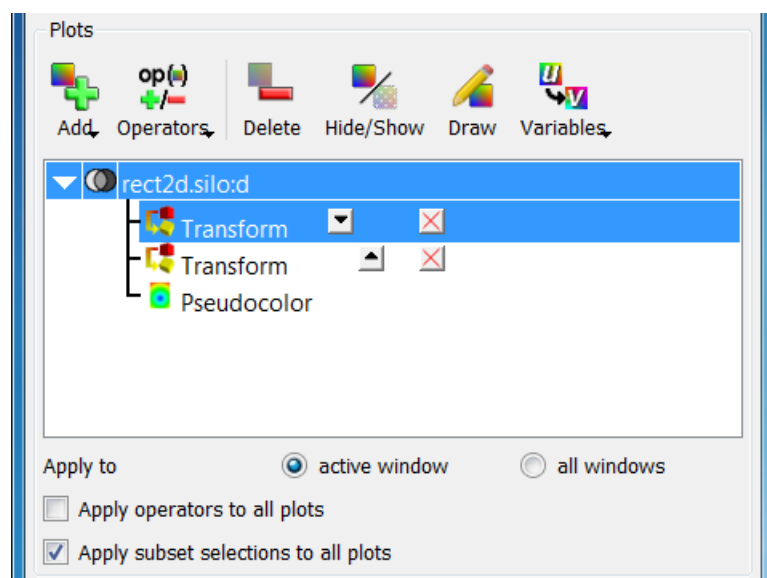 Plots
op(=)
+/-
Add Operators Delete Hide/Show Draw Variables
rect2d.silo:d
Transform
Transform
Pseudocolor
Apply to active window all windows
Apply operators to all plots
Apply subset selections to all plots